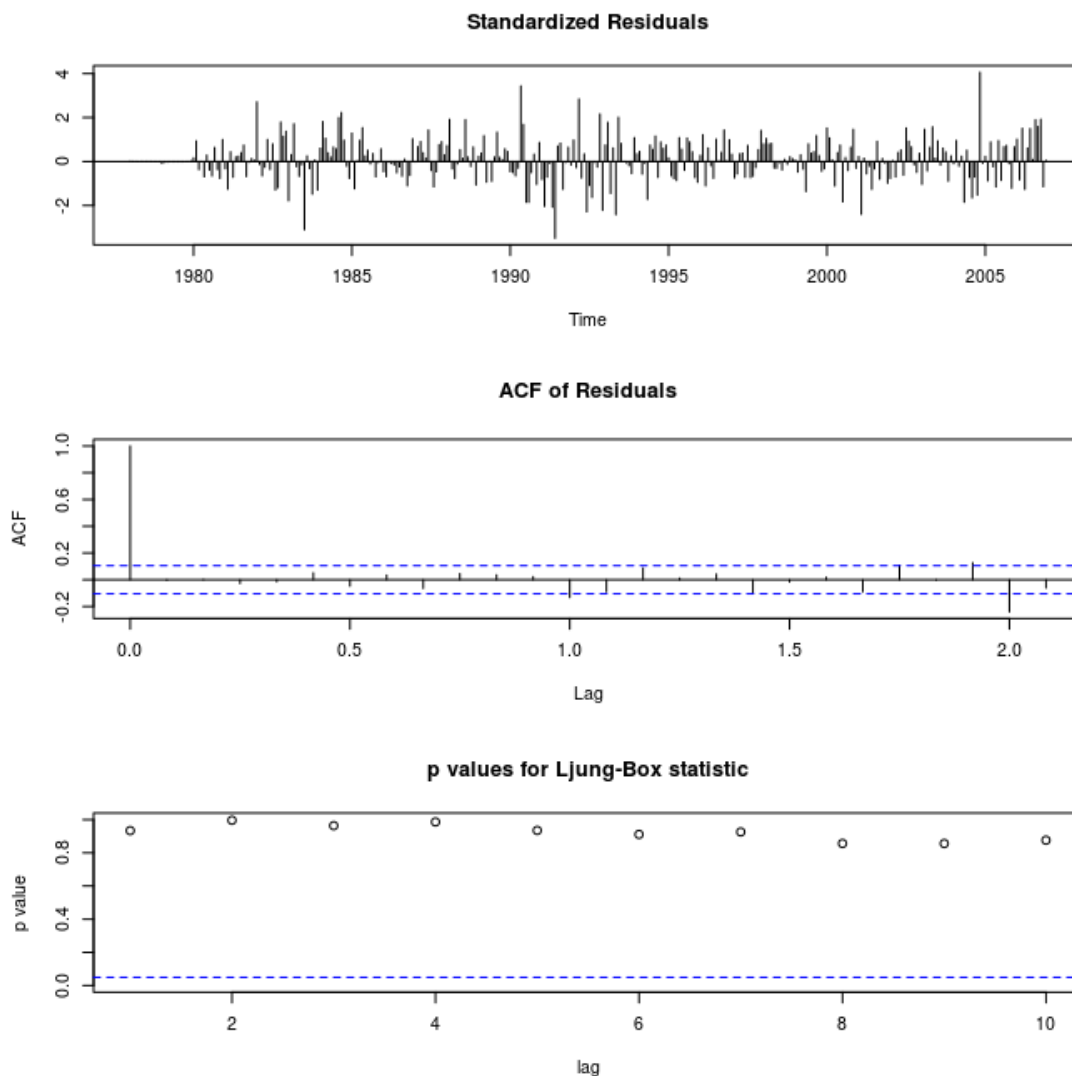 Standardized Residuals
4
2
0
-2
1980 1985 1990 1995 2000 2005
Time
ACF of Residuals
ACF
1.0
0.6
0.2
-0.2
0.0 0.5 1.0 1.5 2.0
Lag
p values for Ljung-Box statistic
p value
0.8
0.4
0.0
2 4 6 8 10
lag